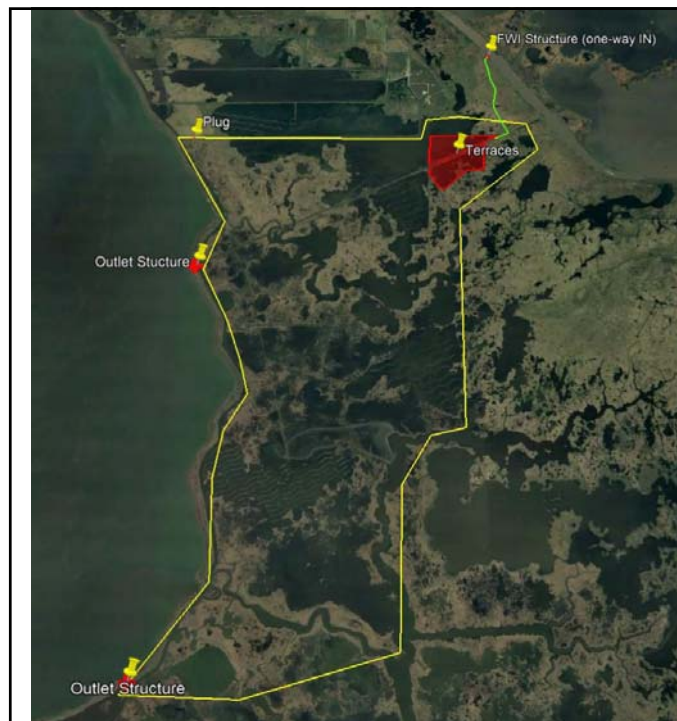 FWI Structure (one-way IN)
Plug
Terraces
Outlet Stucture
Outlet Structure